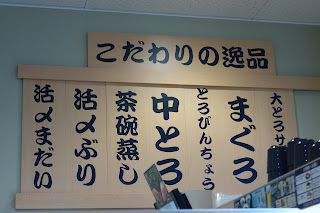 こだわりの逸品
大とろサ
まぐろ
とろびんちょう
中とろ
茶碗蒸し
活〆ぶり
活〆まだい